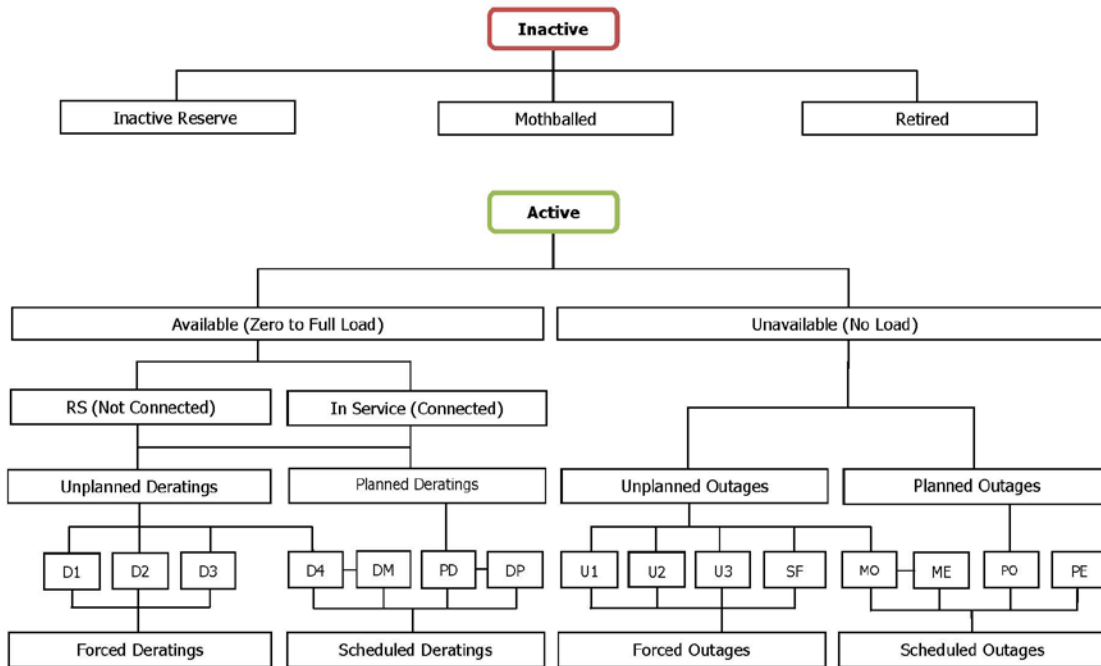 Inactive
Inactive Reserve
Mothballed
Retired
Active
Available (Zero to Full Load)
Unavailable (No Load)
RS (Not Connected)
In Service (Connected)
Unplanned Deratings
Planned Deratings
Unplanned Outages
Planned Outages
D1
D2
D3
D4
DM
PD
DP
U1
U2
U3
SF
MO
ME
PO
PE
Forced Deratings
Scheduled Deratings
Forced Outages
Scheduled Outages